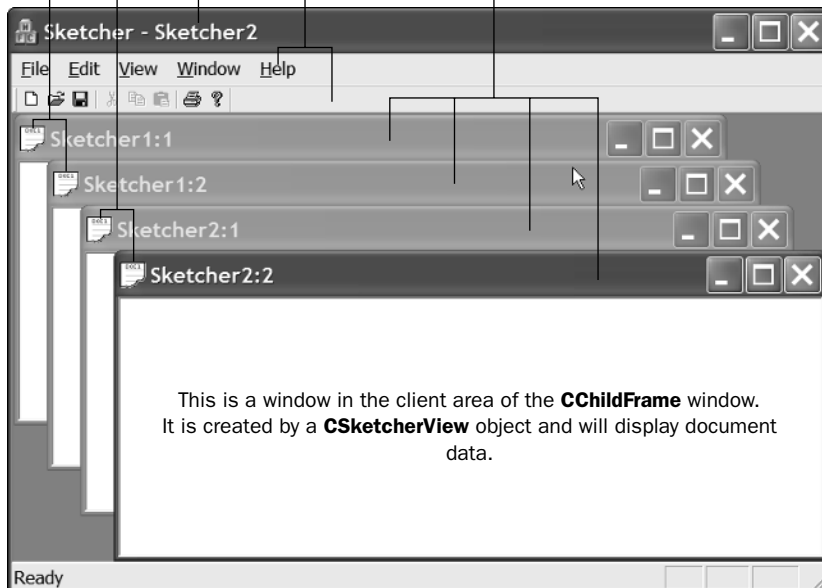 Sketcher - Sketcher2
File Edit View Window Help
Sketcher1:1
Sketcher1:2
Sketcher2:1
Sketcher2:2
This is a window in the client area of the CChildFrame window.
It is created by a CSketcherView object and will display document
data.
Ready